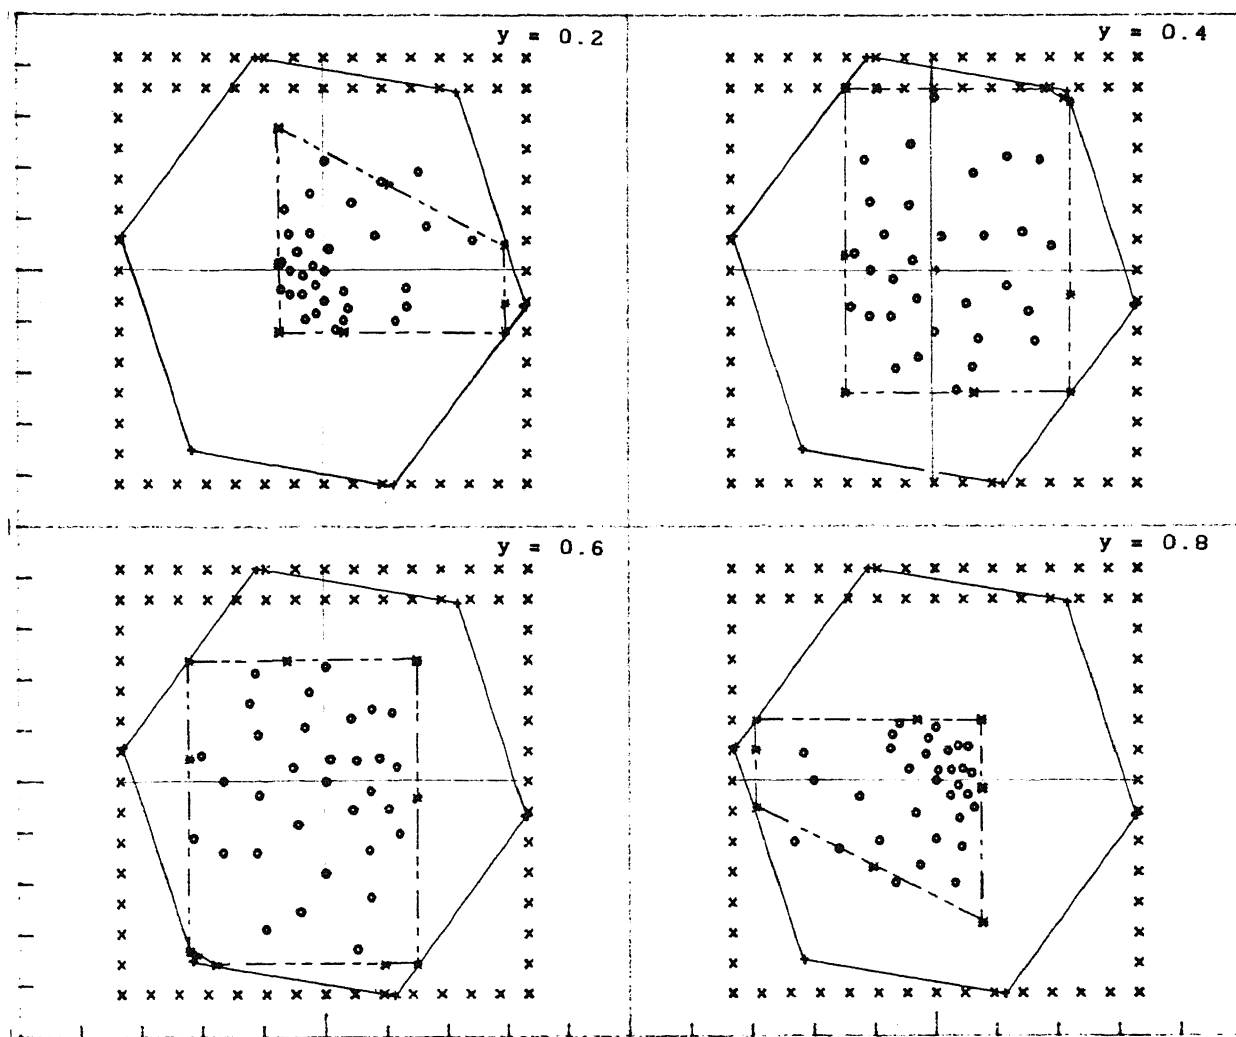 y = 0.2
y = 0.4
y = 0.6
y = 0.8